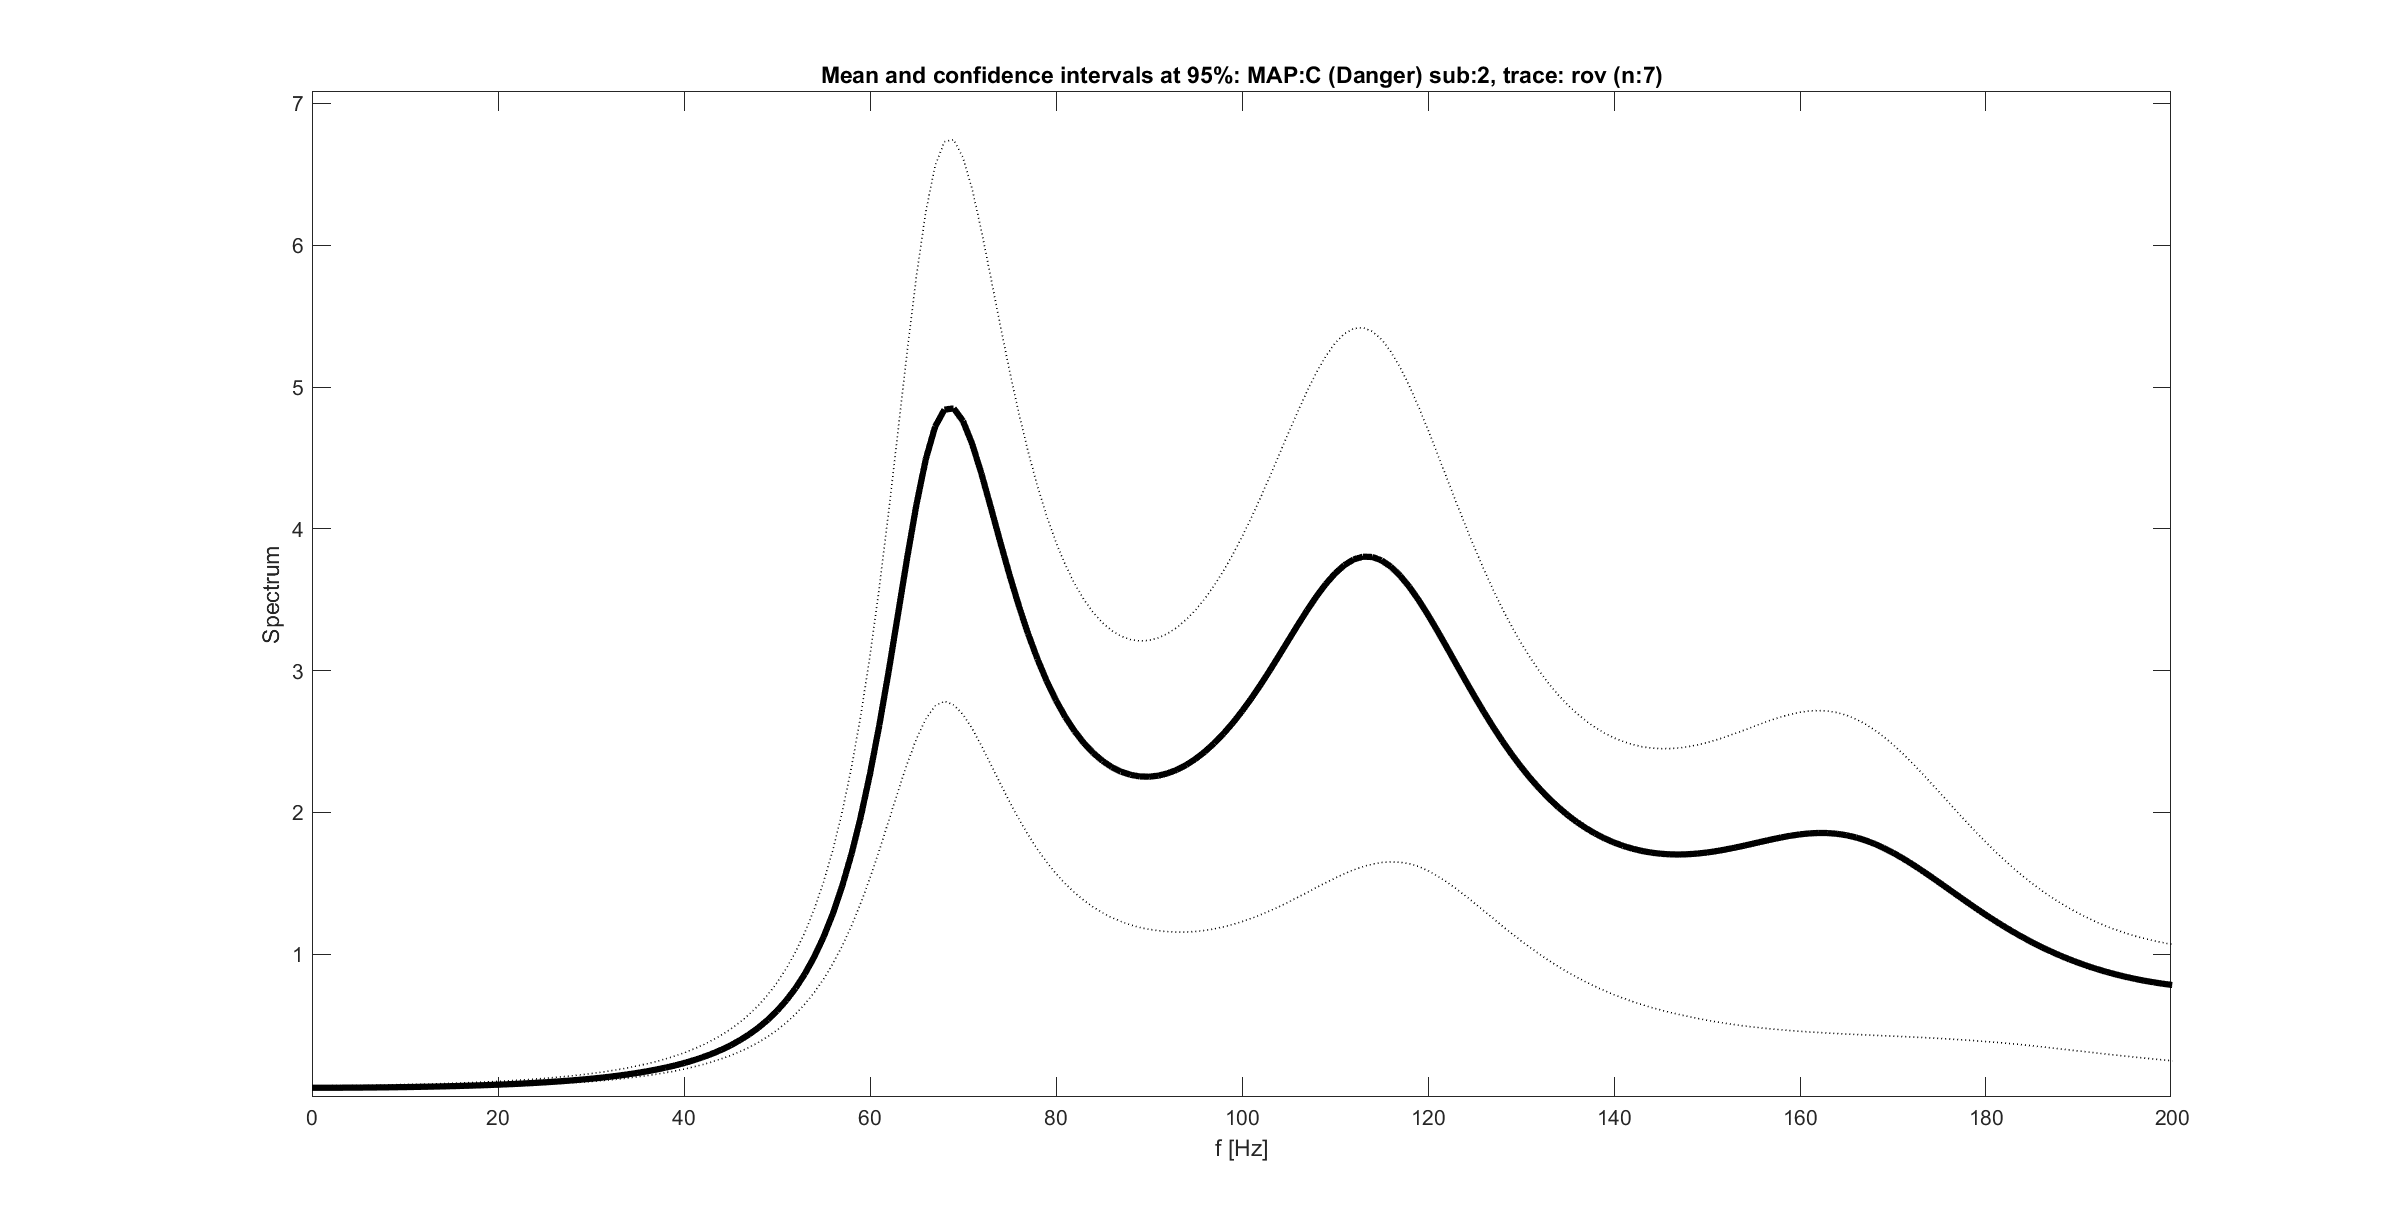 Mean and confidence intervals at 95%: MAP:C (Danger) sub:2, trace: rov (n:7)
7
6
5
4
3
2
1
Spectrum
0 20 40 60 80 100 120 140 160 180 200
f [Hz]